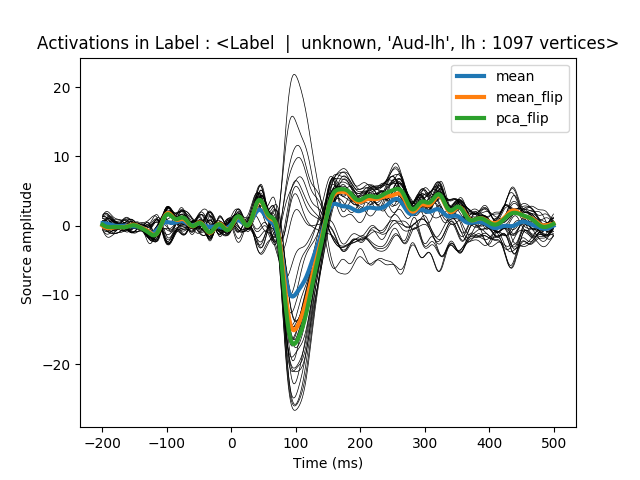 Activations in Label : <Label  |  unknown, 'Aud-lh', lh : 1097 vertices>
mean
mean_flip
pca_flip
20
10
0
−10
−20
Source amplitude
−200 −100 0 100 200 300 400 500
Time (ms)